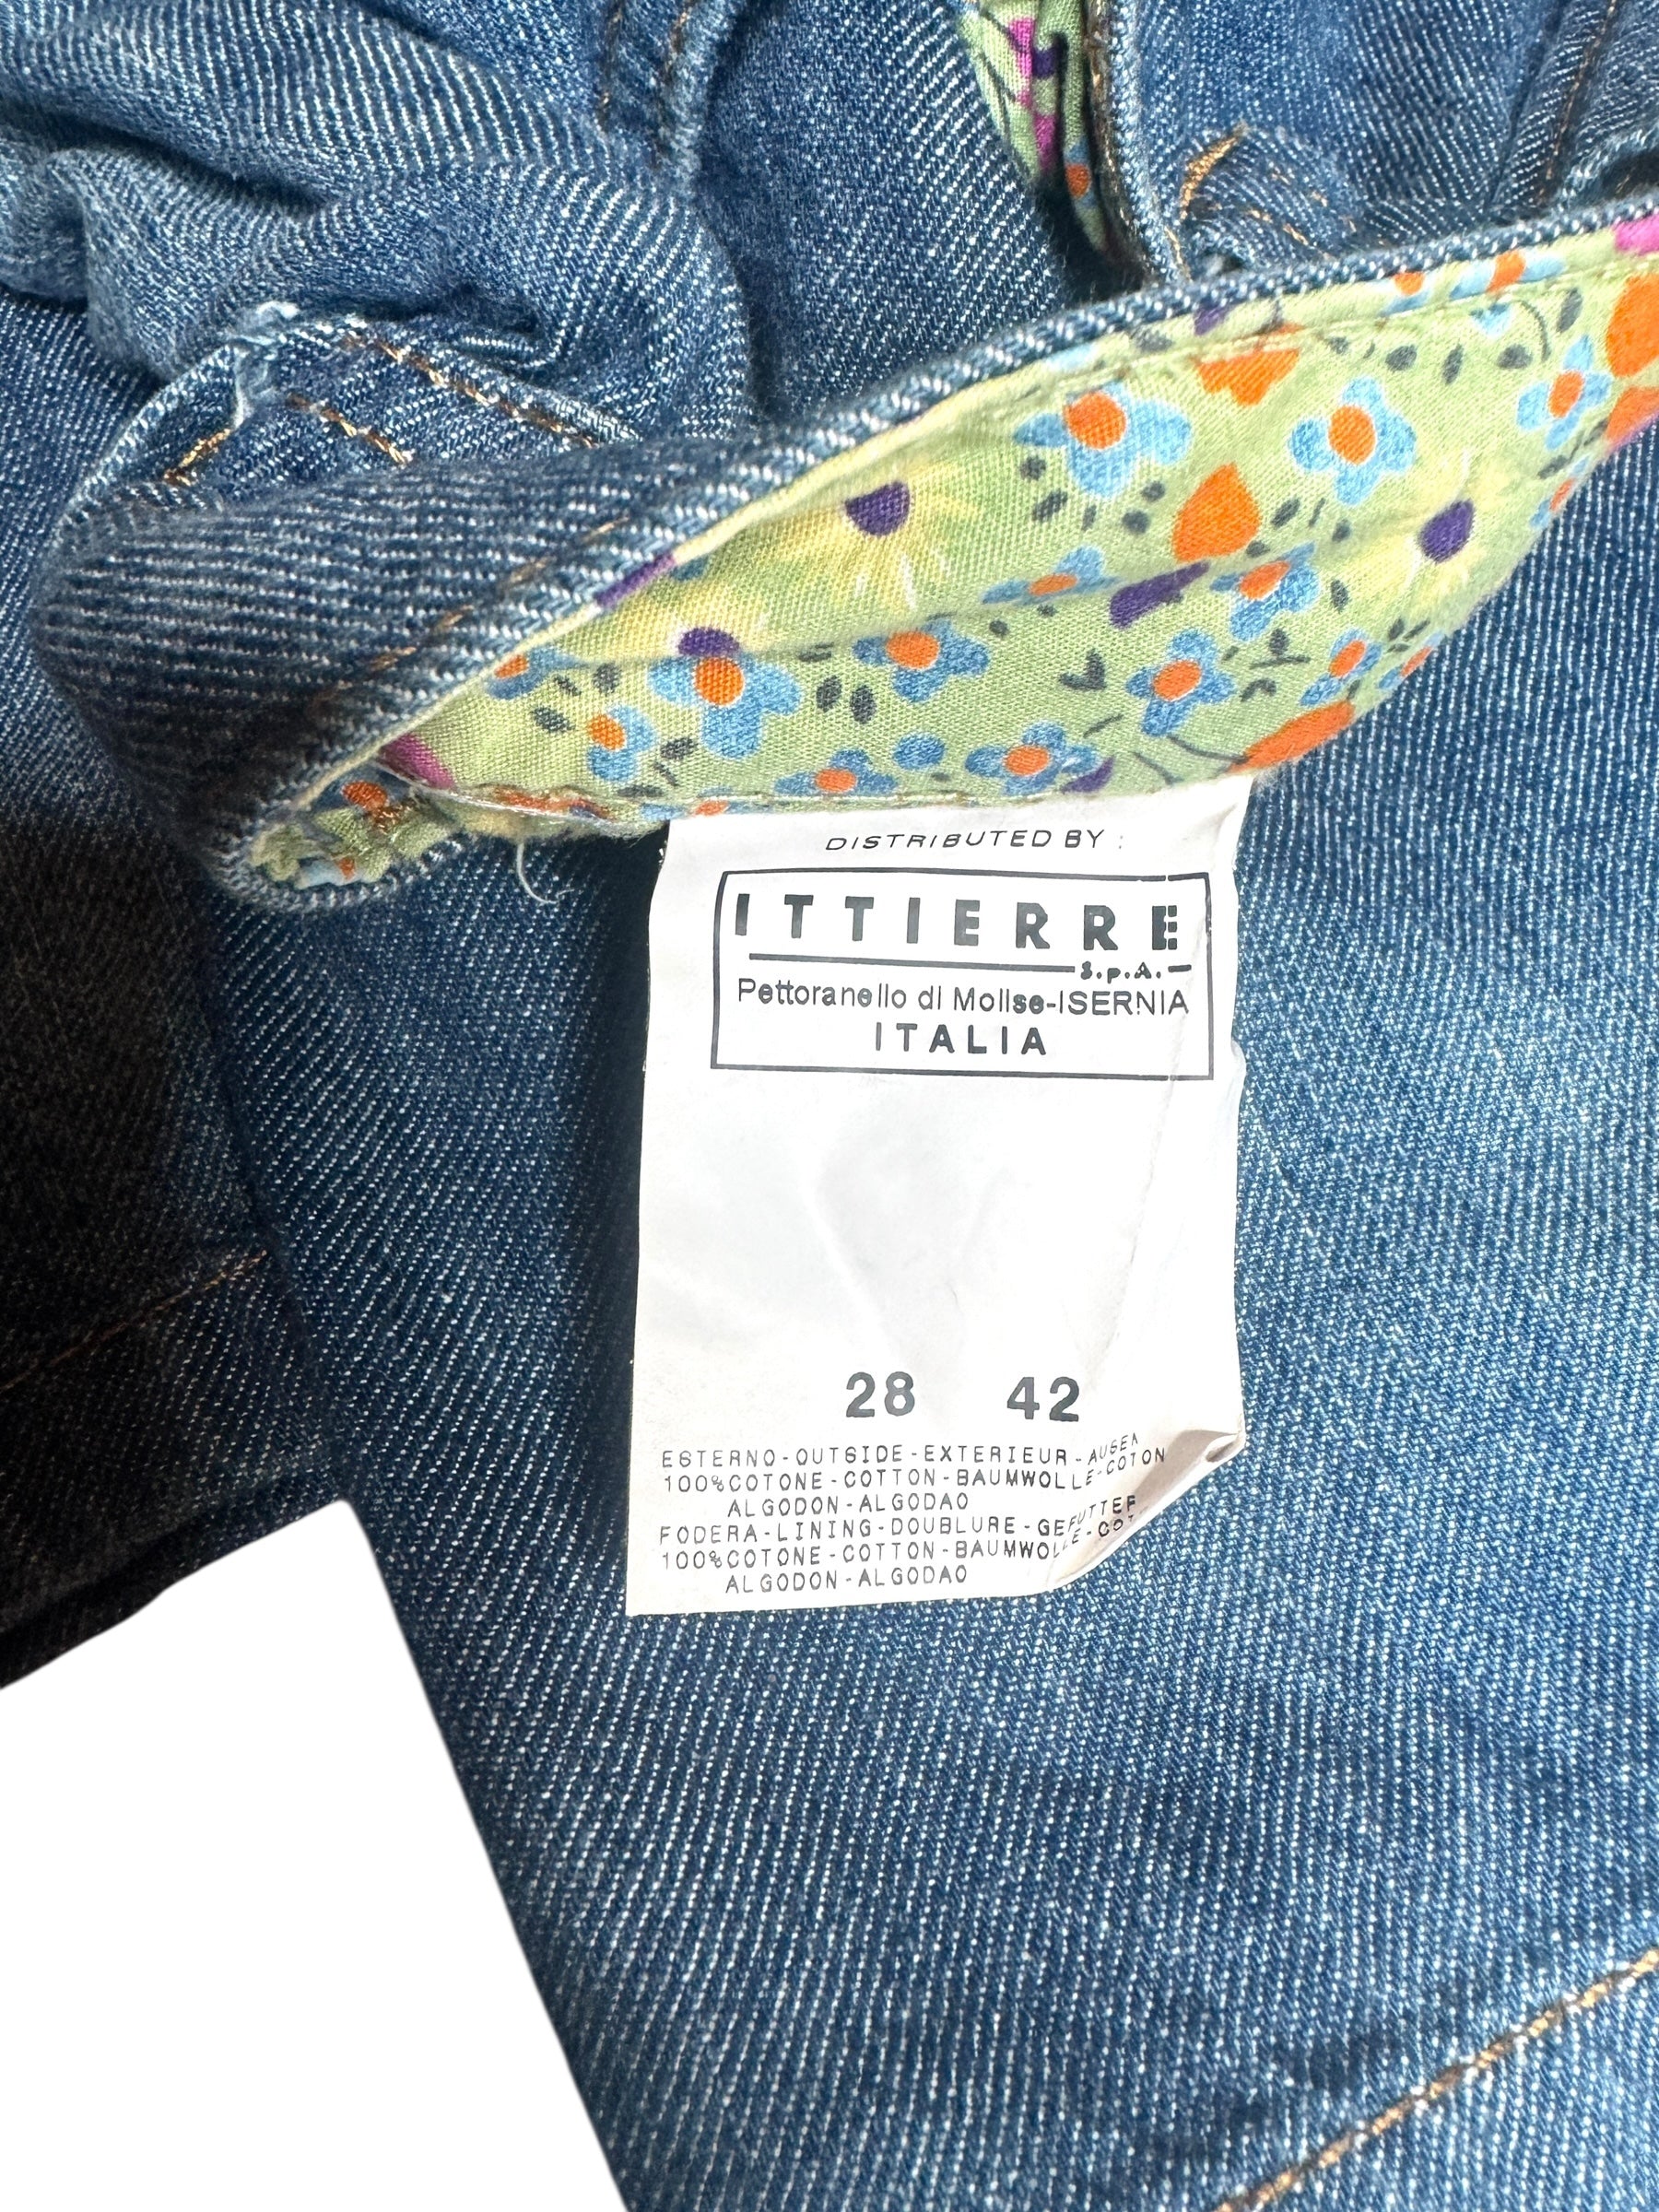 DISTRIBUTED BY :
ITTIERRE
S.p.A.
Pettoranello di Molise-ISERNIA
ITALIA
28 42
ESTERNO-OUTSIDE-EXTERIEUR-AUSEN
100%COTONE-COTTON-BAUMWOLLE-COTON
ALGODON-ALGODAO
FODERA-LINING-DOUBLURE-GEFUTTER
100%COTONE-COTTON-BAUMWOLLE-COT
ALGODON-ALGODAO